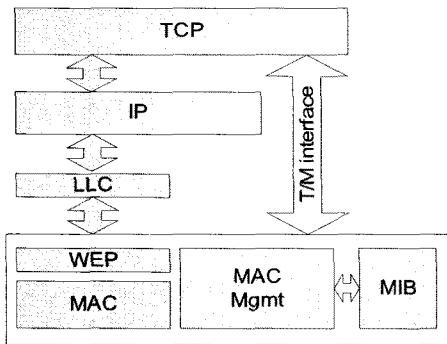 TCP
IP
T/M interface
LLC
WEP
MAC
MAC
Mgmt
MIB